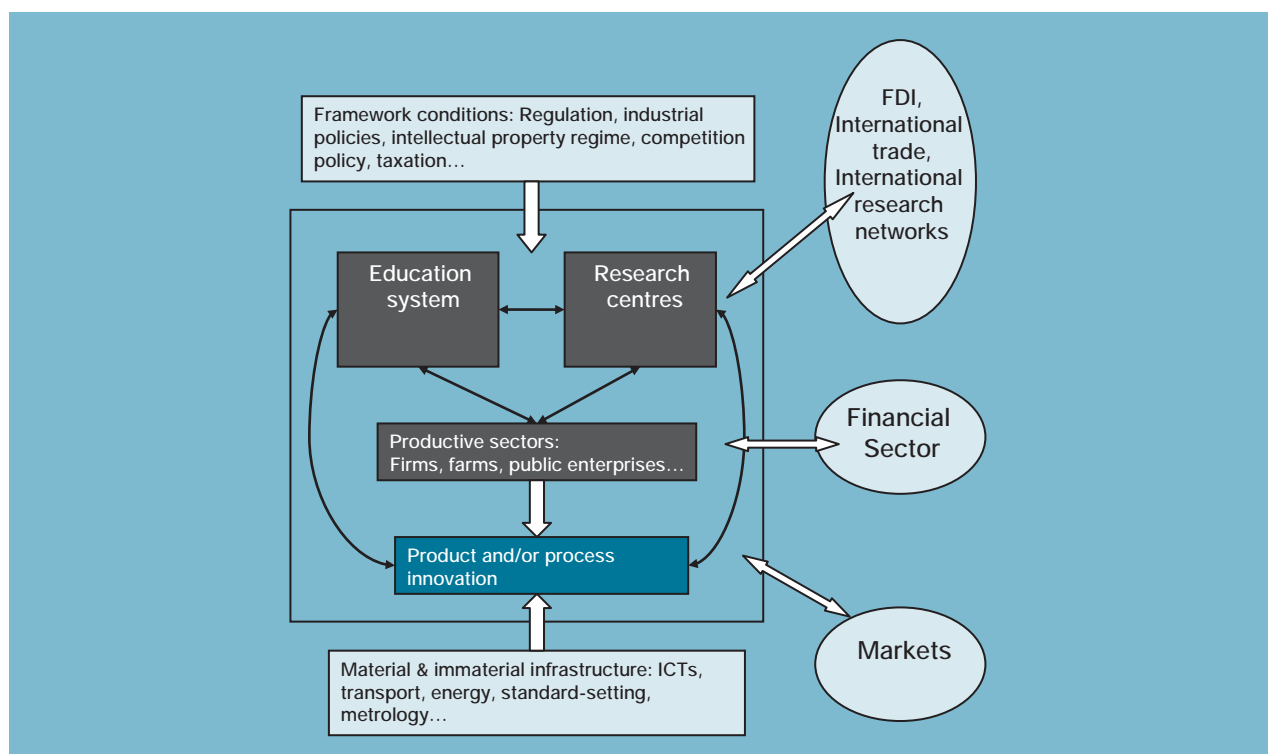 Framework conditions: Regulation, industrial
policies, intellectual property regime, competition
policy, taxation…
FDI,
International
trade,
International
research
networks
Education
system
Research
centres
Productive sectors:
Firms, farms, public enterprises…
Financial
Sector
Product and/or process
innovation
Markets
Material & immaterial infrastructure: ICTs,
transport, energy, standard-setting,
metrology…